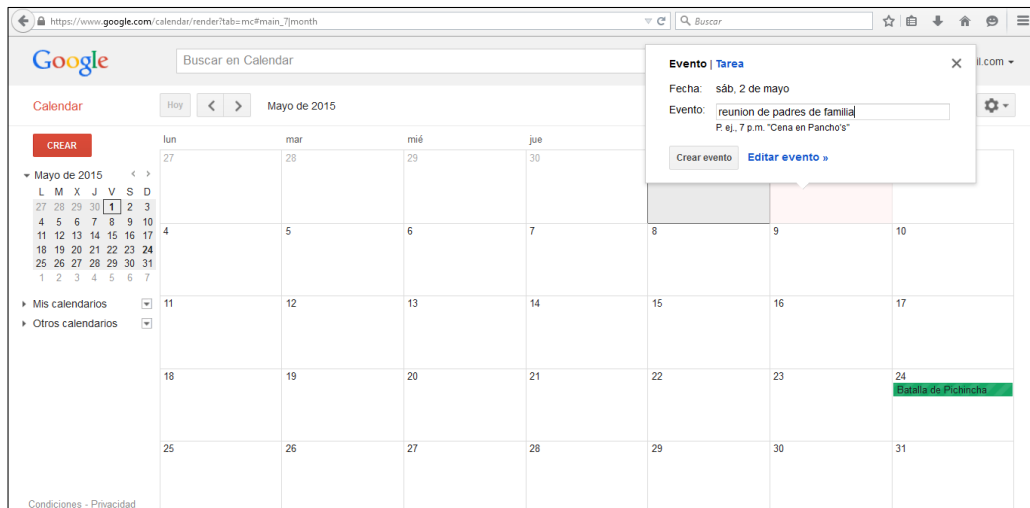 https://www.google.com/calendar/render?tab=mc#main_7|month
Buscar
Google
Buscar en Calendar
il.com
Evento | Tarea
Fecha: sáb, 2 de mayo
Evento: reunion de padres de familia
P. ej., 7 p.m. "Cena en Pancho's"
Crear evento Editar evento »
Calendar
Hoy
Mayo de 2015
CREAR
Mayo de 2015
L M X J V S D
27 28 29 30 1 2 3
4 5 6 7 8 9 10
11 12 13 14 15 16 17
18 19 20 21 22 23 24
25 26 27 28 29 30 31
1 2 3 4 5 6 7
Mis calendarios
Otros calendarios
Condiciones - Privacidad
lun mar mié jue
27 28 29 30
4 5 6 7 8 9 10
11 12 13 14 15 16 17
18 19 20 21 22 23 24
Batalla de Pichincha
25 26 27 28 29 30 31